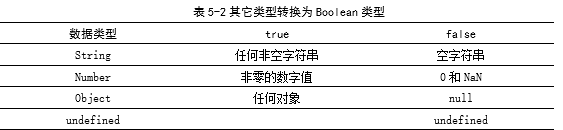 表 5-2 其它类型转换为 Boolean 类型
数据类型 true false
String 任何非空字符串 空字符串
Number 非零的数字值 0 和 NaN
Object 任何对象 null
undefined undefined